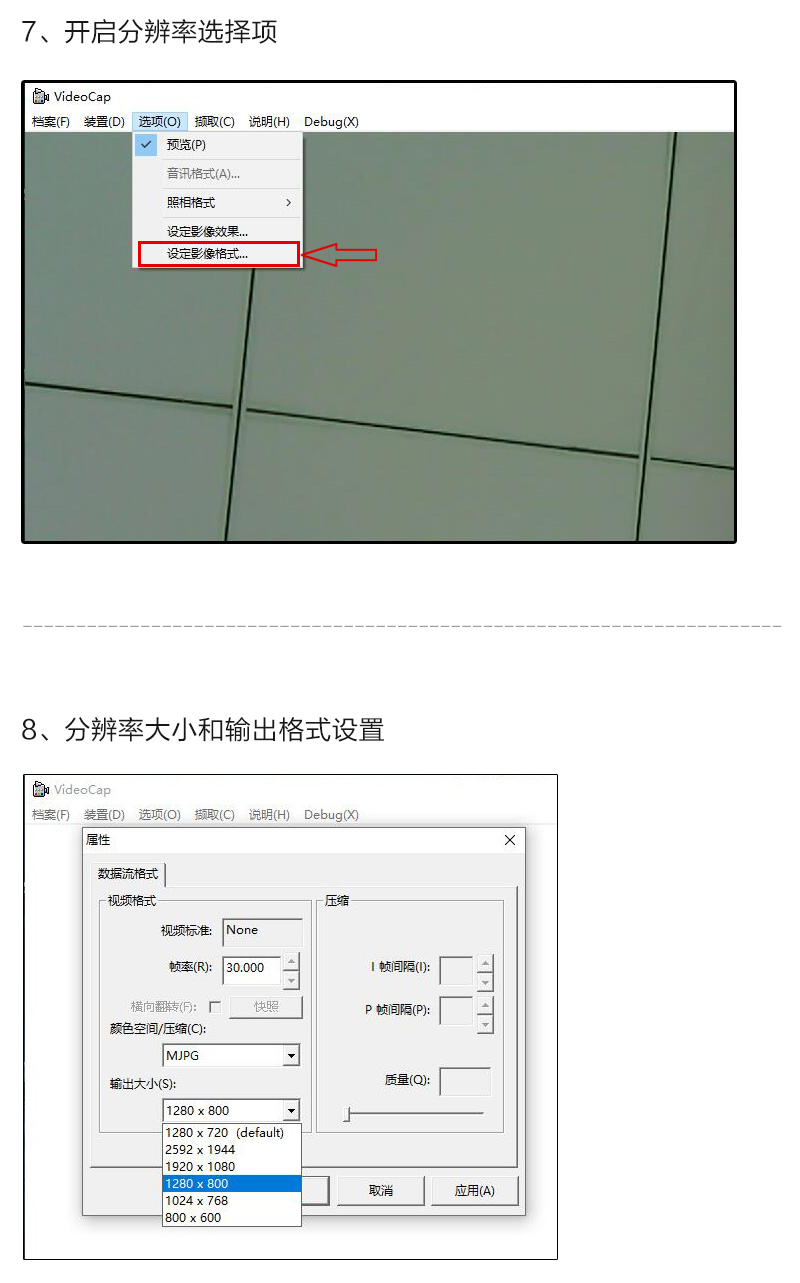 7、开启分辨率选择项
VideoCap
档案(F) 装置(D) 选项(O) 撷取(C) 说明(H) Debug(X)
预览(P)
音讯格式(A)...
照相格式
设定影像效果...
设定影像格式...
8、分辨率大小和输出格式设置
VideoCap
档案(F) 装置(D) 选项(O) 撷取(C) 说明(H) Debug(X)
属性
数据流格式
视频格式
视频标准: None
帧率(R): 30.000
横向翻转(F): 快照
颜色空间/压缩(C):
MJPG
输出大小(S):
1280 x 800
1280 x 720 (default)
2592 x 1944
1920 x 1080
1280 x 800
1024 x 768
800 x 600
压缩
I 帧间隔(I):
P 帧间隔(P):
质量(Q):
取消 应用(A)